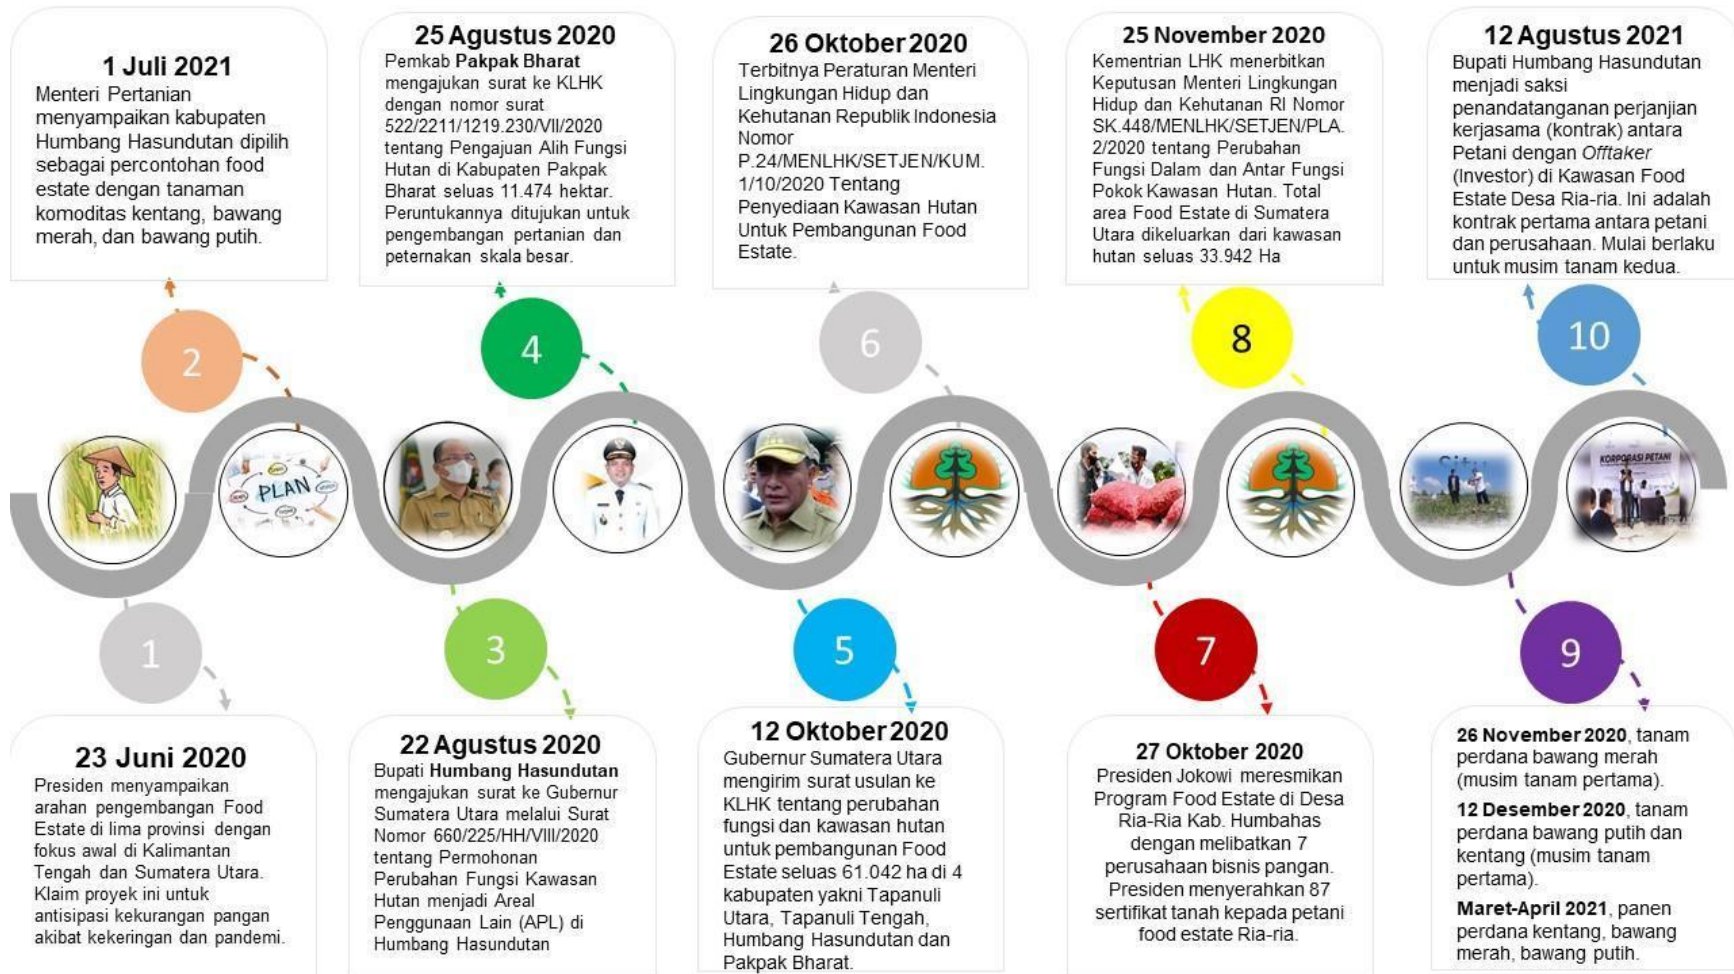 1 Juli 2021
Menteri Pertanian
menyampaikan kabupaten
Humbang Hasundutan dipilih
sebagai percontohan food
estate dengan tanaman
komoditas kentang, bawang
merah, dan bawang putih.
25 Agustus 2020
Pemkab Pakpak Bharat
mengajukan surat ke KLHK
dengan nomor surat
522/2211/1219.230/VII/2020
tentang Pengajuan Alih Fungsi
Hutan di Kabupaten Pakpak
Bharat seluas 11.474 hektar.
Peruntukannya ditujukan untuk
pengembangan pertanian dan
peternakan skala besar.
26 Oktober 2020
Terbitnya Peraturan Menteri
Lingkungan Hidup dan
Kehutanan Republik Indonesia
Nomor
P.24/MENLHK/SETJEN/KUM.
1/10/2020 Tentang
Penyediaan Kawasan Hutan
Untuk Pembangunan Food
Estate.
25 November 2020
Kementrian LHK menerbitkan
Keputusan Menteri Lingkungan
Hidup dan Kehutanan RI Nomor
SK.448/MENLHK/SETJEN/PLA.
2/2020 tentang Perubahan
Fungsi Dalam dan Antar Fungsi
Pokok Kawasan Hutan. Total
area Food Estate di Sumatera
Utara dikeluarkan dari kawasan
hutan seluas 33.942 Ha
12 Agustus 2021
Bupati Humbang Hasundutan
menjadi saksi
penandatanganan perjanjian
kerjasama (kontrak) antara
Petani dengan Offtaker
(Investor) di Kawasan Food
Estate Desa Ria-ria. Ini adalah
kontrak pertama antara petani
dan perusahaan. Mulai berlaku
untuk musim tanam kedua.
2
4
6
8
10
PLAN
KORPORASI PETANI
1
3
5
7
9
23 Juni 2020
Presiden menyampaikan
arahan pengembangan Food
Estate di lima provinsi dengan
fokus awal di Kalimantan
Tengah dan Sumatera Utara.
Klaim proyek ini untuk
antisipasi kekurangan pangan
akibat kekeringan dan pandemi.
22 Agustus 2020
Bupati Humbang Hasundutan
mengajukan surat ke Gubernur
Sumatera Utara melalui Surat
Nomor 660/225/HH/VIII/2020
tentang Permohonan
Perubahan Fungsi Kawasan
Hutan menjadi Areal
Penggunaan Lain (APL) di
Humbang Hasundutan
12 Oktober 2020
Gubernur Sumatera Utara
mengirim surat usulan ke
KLHK tentang perubahan
fungsi dan kawasan hutan
untuk pembangunan Food
Estate seluas 61.042 ha di 4
kabupaten yakni Tapanuli
Utara, Tapanuli Tengah,
Humbang Hasundutan dan
Pakpak Bharat.
27 Oktober 2020
Presiden Jokowi meresmikan
Program Food Estate di Desa
Ria-Ria Kab. Humbahas
dengan melibatkan 7
perusahaan bisnis pangan.
Presiden menyerahkan 87
sertifikat tanah kepada petani
food estate Ria-ria.
26 November 2020, tanam
perdana bawang merah
(musim tanam pertama).
12 Desember 2020, tanam
perdana bawang putih dan
kentang (musim tanam
pertama).
Maret-April 2021, panen
perdana kentang, bawang
merah, bawang putih.